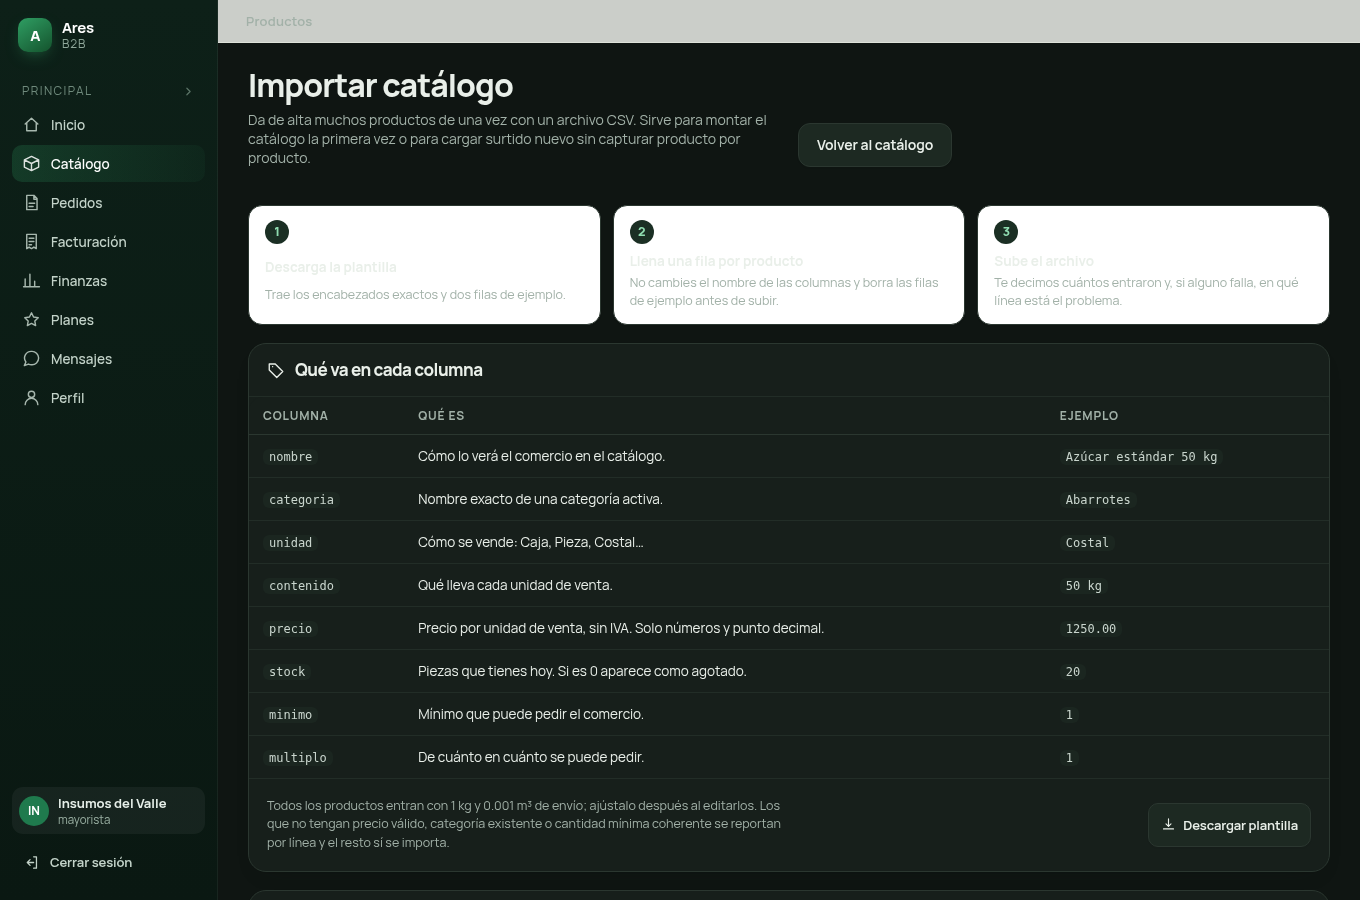 A
Ares
B2B
PRINCIPAL
Inicio
Catálogo
Pedidos
Facturación
Finanzas
Planes
Mensajes
Perfil
IN
Insumos del Valle
mayorista
Cerrar sesión
Productos
Importar catálogo
Da de alta muchos productos de una vez con un archivo CSV. Sirve para montar el
catálogo la primera vez o para cargar surtido nuevo sin capturar producto por
producto.
Volver al catálogo
1
Descarga la plantilla
Trae los encabezados exactos y dos filas de ejemplo.
2
Llena una fila por producto
No cambies el nombre de las columnas y borra las filas
de ejemplo antes de subir.
3
Sube el archivo
Te decimos cuántos entraron y, si alguno falla, en qué
línea está el problema.
Qué va en cada columna
COLUMNA QUÉ ES EJEMPLO
nombre Cómo lo verá el comercio en el catálogo. Azúcar estándar 50 kg
categoria Nombre exacto de una categoría activa. Abarrotes
unidad Cómo se vende: Caja, Pieza, Costal… Costal
contenido Qué lleva cada unidad de venta. 50 kg
precio Precio por unidad de venta, sin IVA. Solo números y punto decimal. 1250.00
stock Piezas que tienes hoy. Si es 0 aparece como agotado. 20
minimo Mínimo que puede pedir el comercio. 1
multiplo De cuánto en cuánto se puede pedir. 1
Todos los productos entran con 1 kg y 0.001 m³ de envío; ajústalo después al editarlos. Los
que no tengan precio válido, categoría existente o cantidad mínima coherente se reportan
por línea y el resto sí se importa.
Descargar plantilla